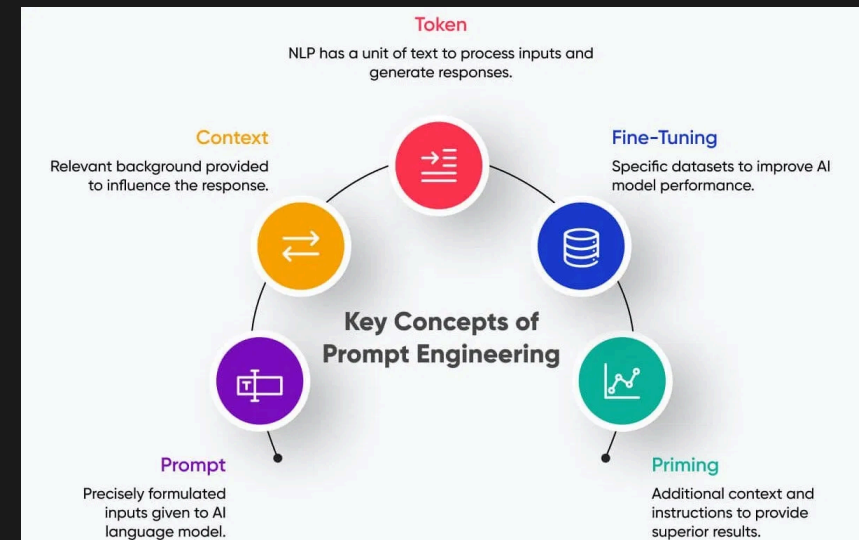 Token
NLP has a unit of text to process inputs and
generate responses.
Context
Relevant background provided
to influence the response.
Fine-Tuning
Specific datasets to improve AI
model performance.
Key Concepts of
Prompt Engineering
T
Prompt
Precisely formulated
inputs given to AI
language model.
Priming
Additional context and
instructions to provide
superior results.